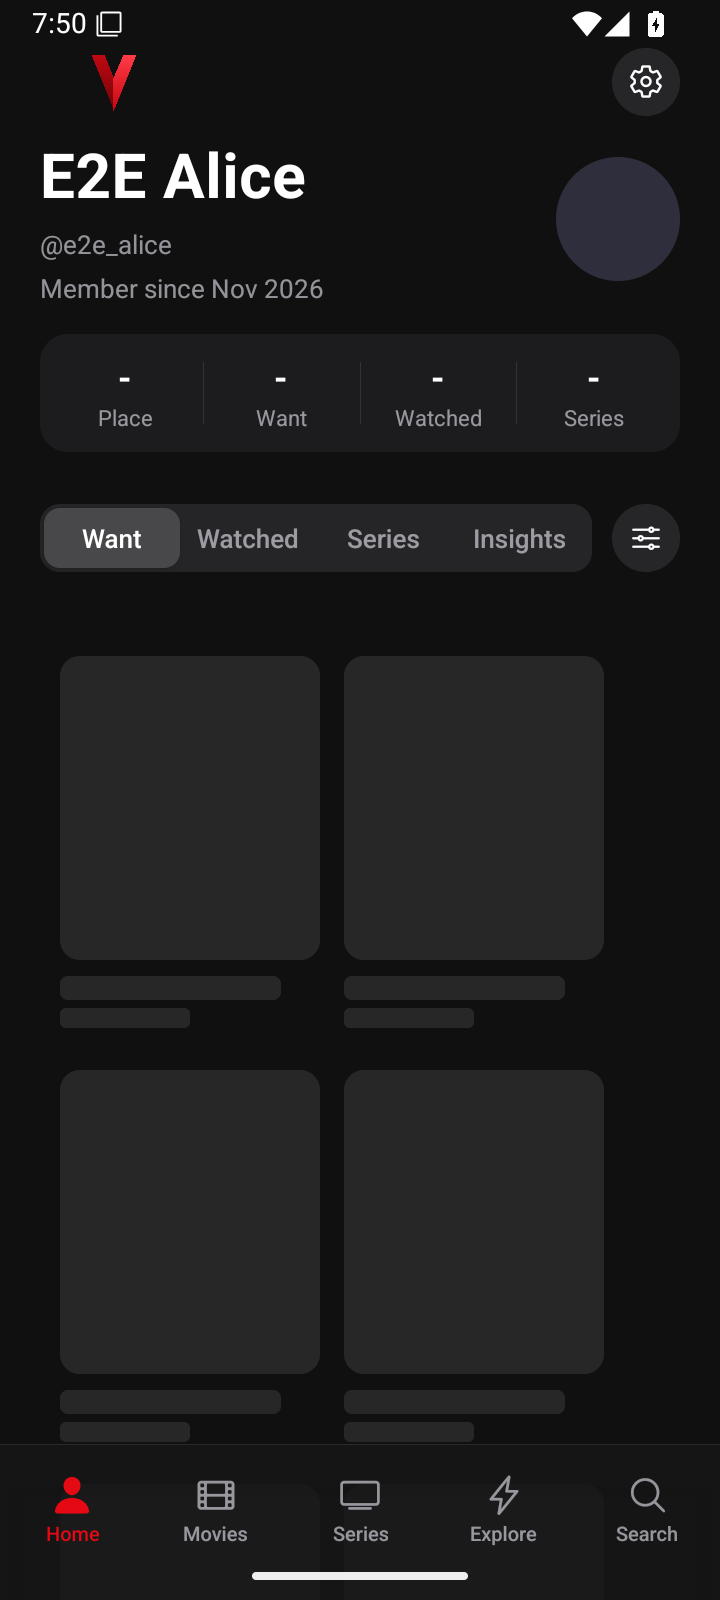 7:50
E2E Alice
@e2e_alice
Member since Nov 2026
- - - -
Place Want Watched Series
Want Watched Series Insights
Home Movies Series Explore Search